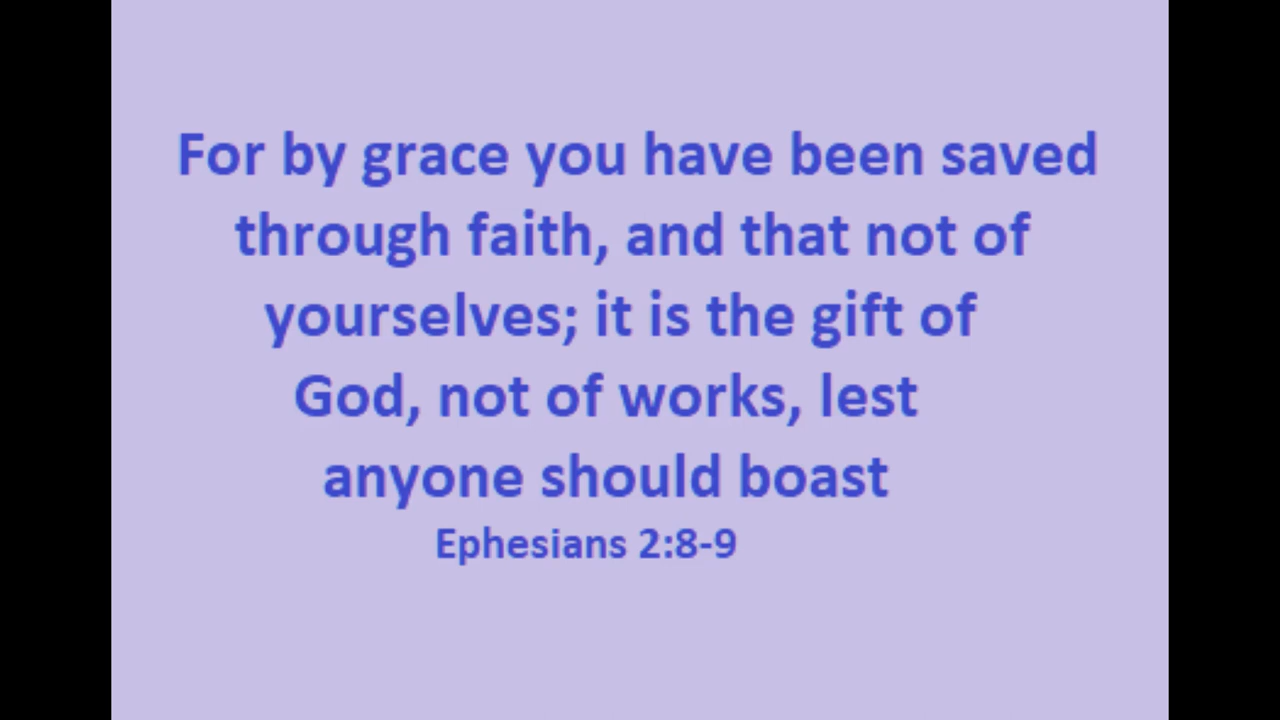 For by grace you have been saved
through faith, and that not of
yourselves; it is the gift of
God, not of works, lest
anyone should boast
Ephesians 2:8-9